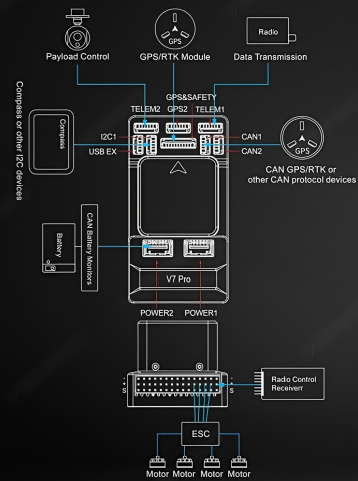 Radio
GPS
Payload Control
GPS/RTK Module
Data Transmission
GPS&SAFETY
TELEM2
GPS2
TELEM1
Compass or other I2C devices
Compass
I2C1
USB EX
CAN1
CAN2
GPS
CAN GPS/RTK or
other CAN protocol devices
Battery
CAN Battery Monitors
V7 Pro
POWER2
POWER1
-
+
S
-
+
S
Radio Control
Receiverr
ESC
Motor
Motor
Motor
Motor